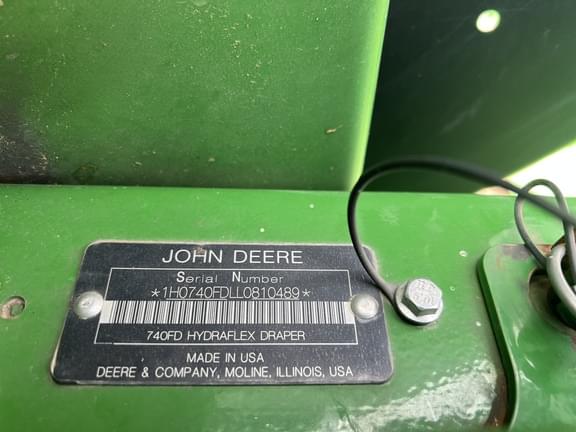 JOHN DEERE
Serial Number
*1H0740FDLL0810489*
740FD HYDRAFLEX DRAPER
MADE IN USA
DEERE & COMPANY, MOLINE, ILLINOIS, USA